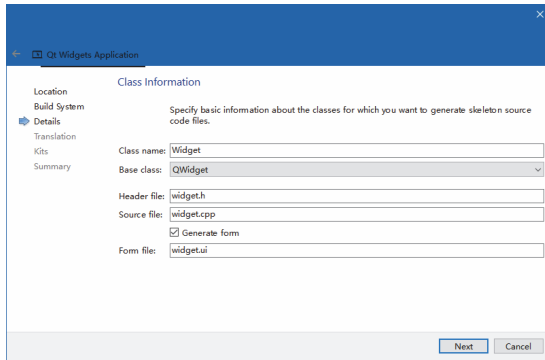 Qt Widgets Application
Location
Build System
Details
Translation
Kits
Summary
Class Information
Specify basic information about the classes for which you want to generate skeleton source
code files.
Class name: Widget
Base class: QWidget
Header file: widget.h
Source file: widget.cpp
Generate form
Form file: widget.ui
Next Cancel